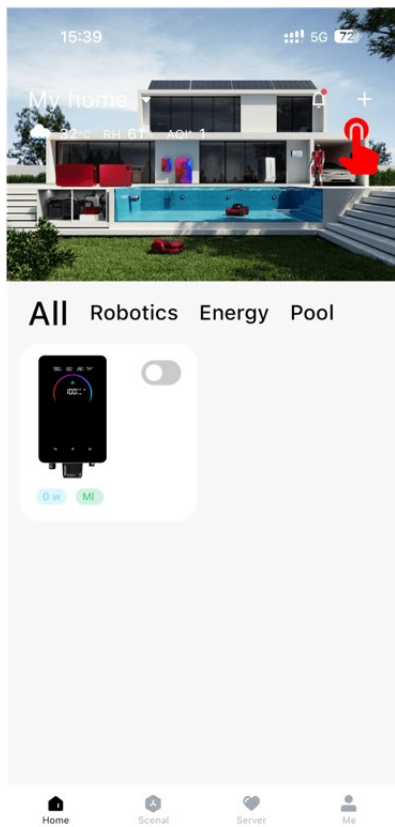 15:39 5G 72
My home
32°C RH 61 AQI: 1
All Robotics Energy Pool
0 w MI
Home Scenal Server Me